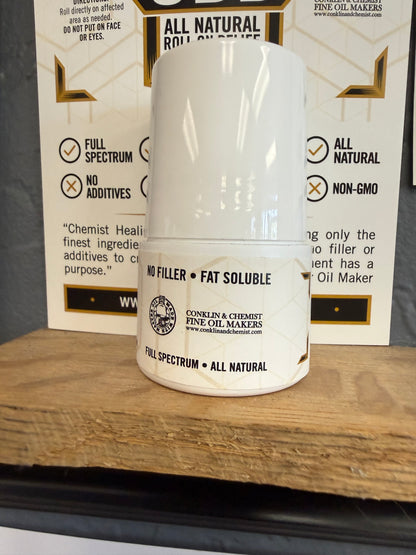 DIRECTIONS:
Roll directly on affected
area as needed.
DO NOT PUT ON FACE
OR EYES.
ALL NATURAL
ROLL ON RELIEF
CONKLIN & CHEMIST
FINE OIL MAKERS
www.conklinandchemist.com
FULL
SPECTRUM
ALL
NATURAL
NO
ADDITIVES
NON-GMO
"Chemist Heali
finest ingredie
additives to cr
purpose."
ng only the
no filler or
ment has a
r Oil Maker
WW
NO FILLER • FAT SOLUBLE
CONKLIN & CHEMIST
FINE OIL MAKERS
www.conklinandchemist.com
FULL SPECTRUM • ALL NATURAL